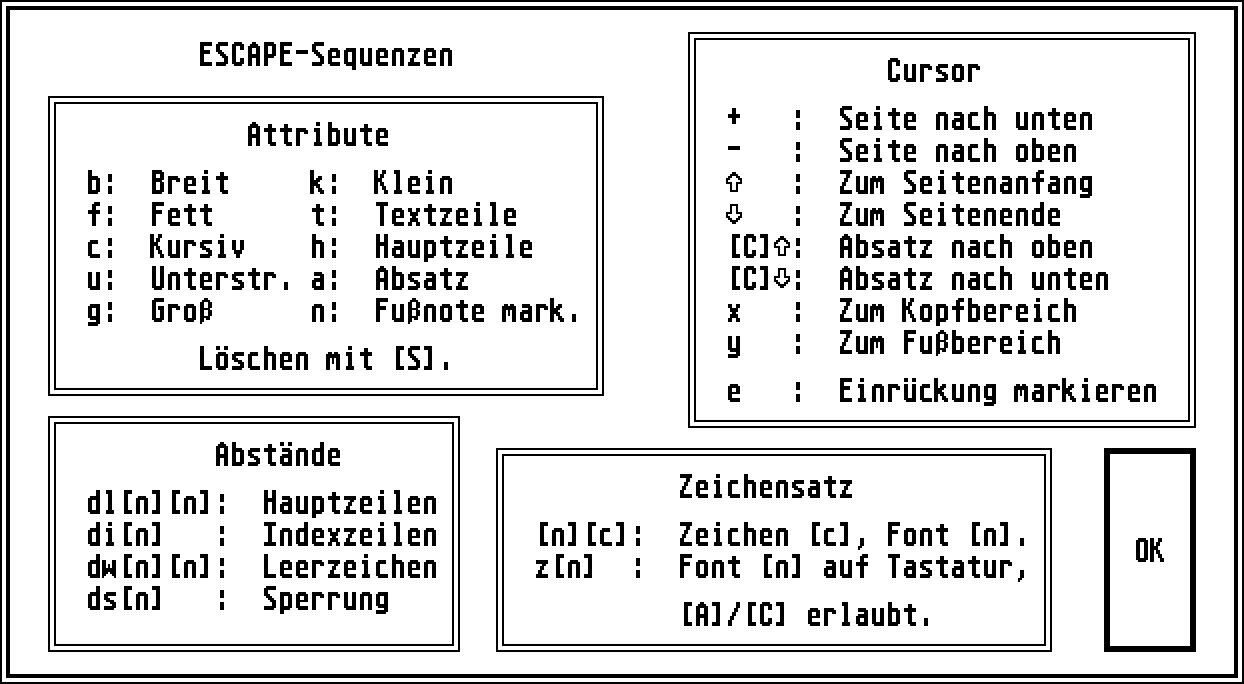 ESCAPE-Sequenzen
Attribute
b: Breit k: Klein
f: Fett t: Textzeile
c: Kursiv h: Hauptzeile
u: Unterstr. a: Absatz
g: Groß n: Fußnote mark.
Löschen mit [S].
Cursor
+ : Seite nach unten
- : Seite nach oben
⇧ : Zum Seitenanfang
⇩ : Zum Seitenende
[C]⇧: Absatz nach oben
[C]⇩: Absatz nach unten
x : Zum Kopfbereich
y : Zum Fußbereich
e : Einrückung markieren
Abstände
dl[n][n]: Hauptzeilen
di[n] : Indexzeilen
dw[n][n]: Leerzeichen
ds[n] : Sperrung
Zeichensatz
[n][c]: Zeichen [c], Font [n].
z[n] : Font [n] auf Tastatur,
[A]/[C] erlaubt.
OK